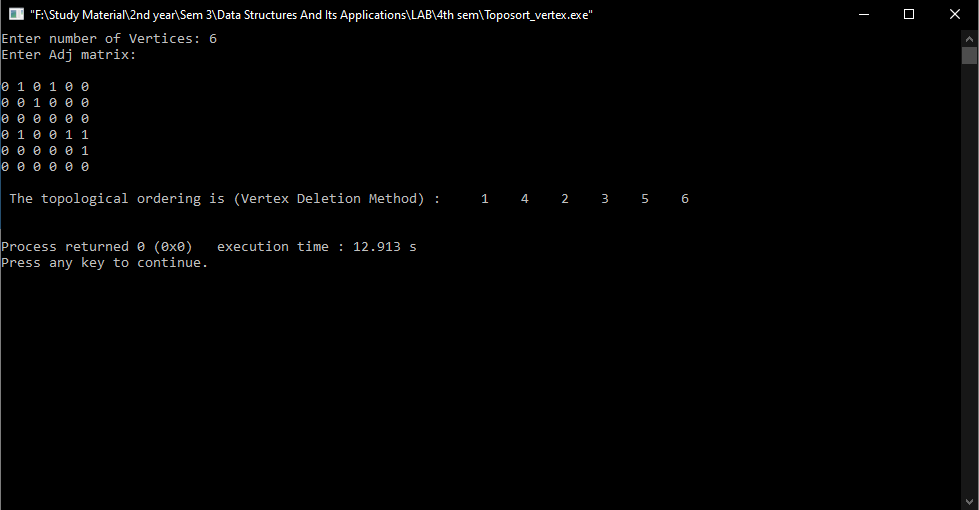 "F:\Study Material\2nd year\Sem 3\Data Structures And Its Applications\LAB\4th sem\Toposort_vertex.exe"
Enter number of Vertices: 6
Enter Adj matrix:
0 1 0 1 0 0
0 0 1 0 0 0
0 0 0 0 0 0
0 1 0 0 1 1
0 0 0 0 0 1
0 0 0 0 0 0
The topological ordering is (Vertex Deletion Method) :     1    4    2    3    5    6
Process returned 0 (0x0)   execution time : 12.913 s
Press any key to continue.